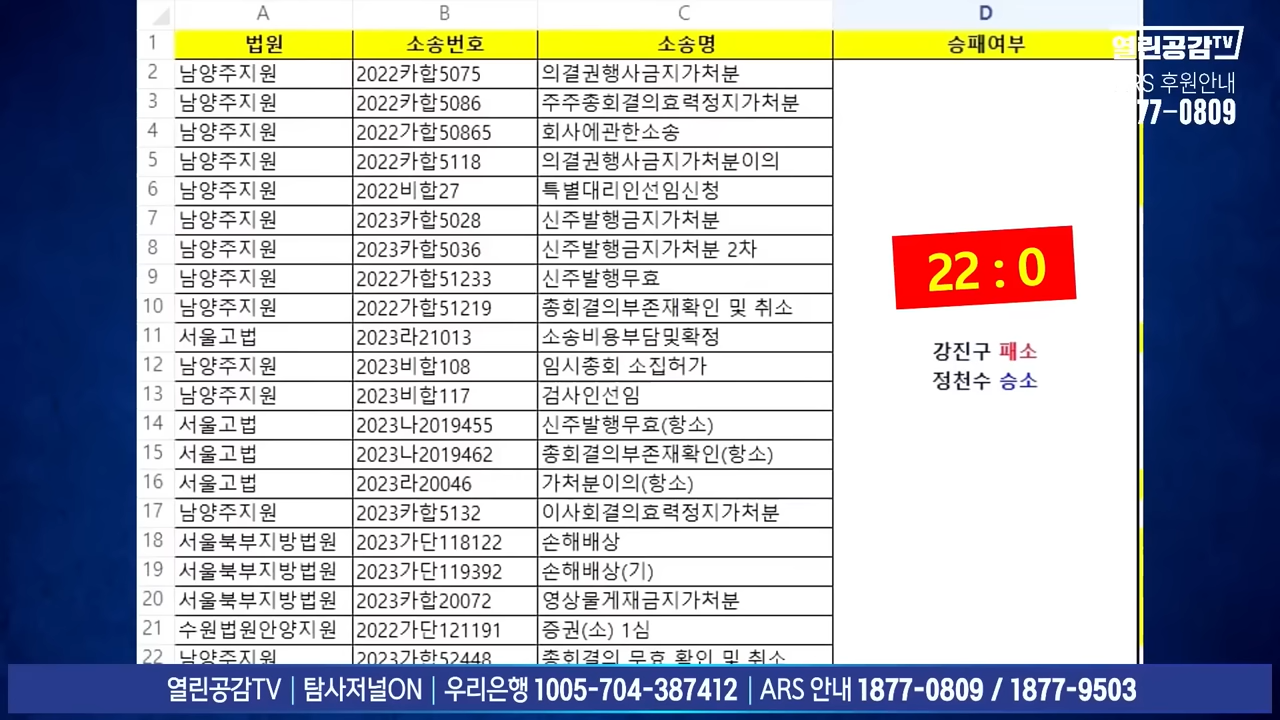 A B C D
1 법원 소송번호 소송명 승패여부
열린공감TV
2 남양주지원 2022카합5075 의결권행사금지가처분
RS 후원안내
3 남양주지원 2022카합5086 주주총회결의효력정지가처분
77-0809
4 남양주지원 2022가합50865 회사에관한소송
5 남양주지원 2022카합5118 의결권행사금지가처분이의
6 남양주지원 2022비합27 특별대리인선임신청
7 남양주지원 2023카합5028 신주발행금지가처분
8 남양주지원 2023카합5036 신주발행금지가처분 2차
9 남양주지원 2022가합51233 신주발행무효
22 : 0
10 남양주지원 2022가합51219 총회결의부존재확인 및 취소
11 서울고법 2023라21013 소송비용부담및확정
강진구 패소
12 남양주지원 2023비합108 임시총회 소집허가
정천수 승소
13 남양주지원 2023비합117 검사인선임
14 서울고법 2023나2019455 신주발행무효(항소)
15 서울고법 2023나2019462 총회결의부존재확인(항소)
16 서울고법 2023라20046 가처분이의(항소)
17 남양주지원 2023카합5132 이사회결의효력정지가처분
18 서울북부지방법원 2023가단118122 손해배상
19 서울북부지방법원 2023가단119392 손해배상(기)
20 서울북부지방법원 2023카합20072 영상물게재금지가처분
21 수원법원안양지원 2022가단121191 증권(소) 1심
22 남양주지원 2023가합52448 총회결의 무효 확인 및 취소
열린공감TV | 탐사저널ON | 우리은행 1005-704-387412 | ARS 안내 1877-0809 / 1877-9503